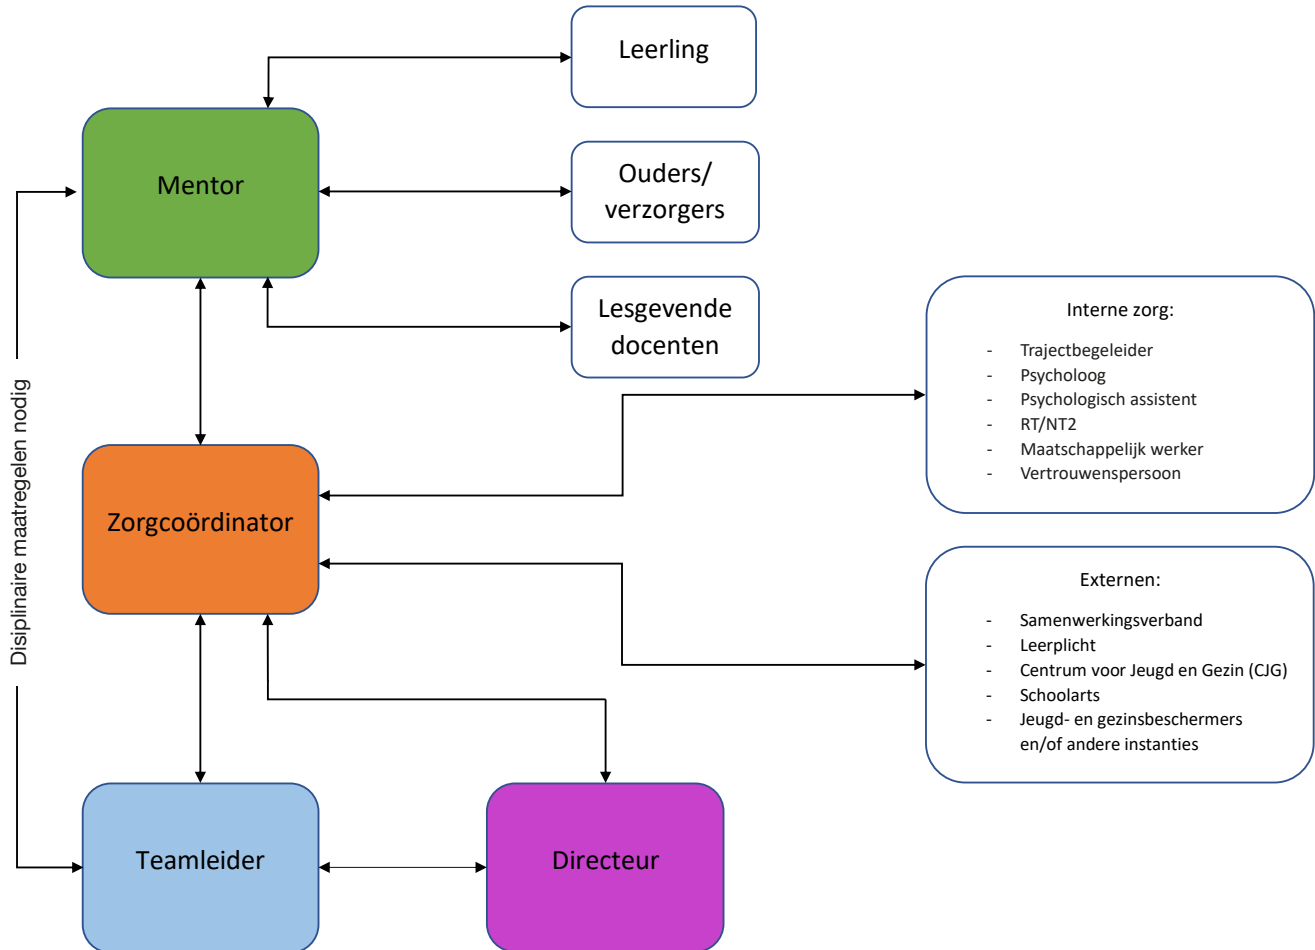 Leerling
Mentor
Ouders/
verzorgers
Lesgevende
docenten
Disiplinaire maatregelen nodig
Zorgcoördinator
Interne zorg:
- Trajectbegeleider
- Psycholoog
- Psychologisch assistent
- RT/NT2
- Maatschappelijk werker
- Vertrouwenspersoon
Externen:
- Samenwerkingsverband
- Leerplicht
- Centrum voor Jeugd en Gezin (CJG)
- Schoolarts
- Jeugd- en gezinsbeschermers
en/of andere instanties
Teamleider
Directeur